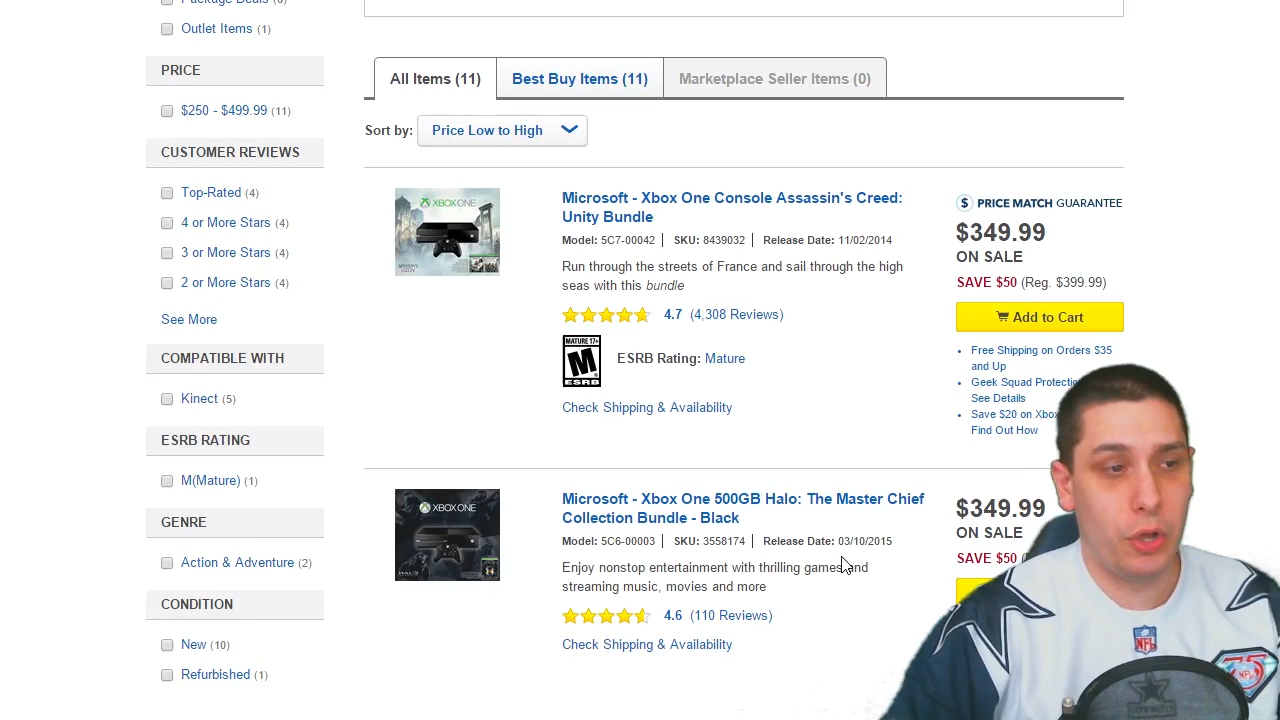 Package Deals (6)
Outlet Items (1)
PRICE
$250 - $499.99 (11)
CUSTOMER REVIEWS
Top-Rated (4)
4 or More Stars (4)
3 or More Stars (4)
2 or More Stars (4)
See More
COMPATIBLE WITH
Kinect (5)
ESRB RATING
M(Mature) (1)
GENRE
Action & Adventure (2)
CONDITION
New (10)
Refurbished (1)
All Items (11)
Best Buy Items (11)
Marketplace Seller Items (0)
Sort by: Price Low to High
XBOX ONE
Microsoft - Xbox One Console Assassin's Creed:
Unity Bundle
Model: 5C7-00042 | SKU: 8439032 | Release Date: 11/02/2014
Run through the streets of France and sail through the high
seas with this bundle
4.7 (4,308 Reviews)
MATURE 17+
M
ESRB
ESRB Rating: Mature
Check Shipping & Availability
$ PRICE MATCH GUARANTEE
$349.99
ON SALE
SAVE $50 (Reg. $399.99)
Add to Cart
Free Shipping on Orders $35
and Up
Geek Squad Protectio
See Details
Save $20 on Xbox
Find Out How
XBOX ONE
HALO
Microsoft - Xbox One 500GB Halo: The Master Chief
Collection Bundle - Black
Model: 5C6-00003 | SKU: 3558174 | Release Date: 03/10/2015
Enjoy nonstop entertainment with thrilling games and
streaming music, movies and more
4.6 (110 Reviews)
Check Shipping & Availability
$349.99
ON SALE
SAVE $50
NFL
75
NFL
COWBOYS